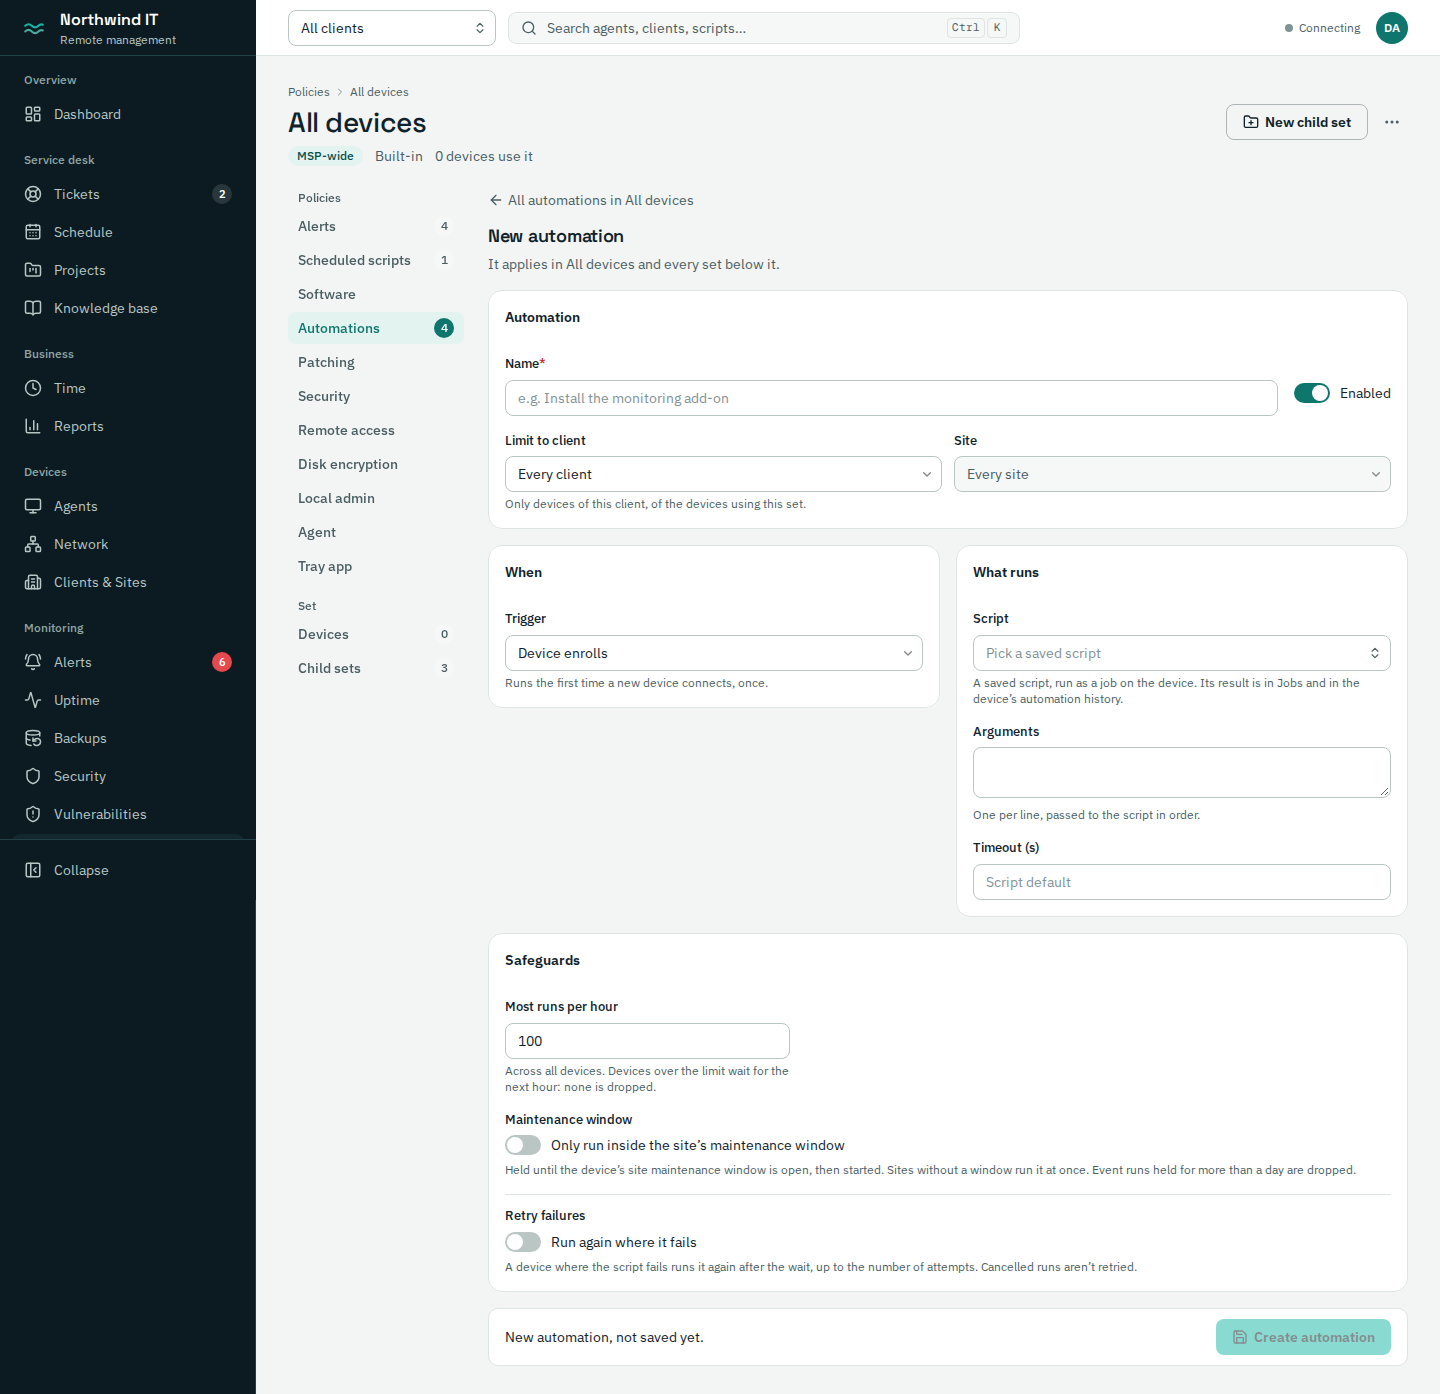 Northwind IT
Remote management
Overview
Dashboard
Service desk
Tickets 2
Schedule
Projects
Knowledge base
Business
Time
Reports
Devices
Agents
Network
Clients & Sites
Monitoring
Alerts 6
Uptime
Backups
Security
Vulnerabilities
Collapse
All clients
Search agents, clients, scripts...
Ctrl K
Connecting
DA
Policies > All devices
All devices
MSP-wide Built-in 0 devices use it
New child set
Policies
Alerts 4
Scheduled scripts 1
Software
Automations 4
Patching
Security
Remote access
Disk encryption
Local admin
Agent
Tray app
Set
Devices 0
Child sets 3
All automations in All devices
New automation
It applies in All devices and every set below it.
Automation
Name*
e.g. Install the monitoring add-on
Enabled
Limit to client
Every client
Only devices of this client, of the devices using this set.
Site
Every site
When
Trigger
Device enrolls
Runs the first time a new device connects, once.
What runs
Script
Pick a saved script
A saved script, run as a job on the device. Its result is in Jobs and in the
device's automation history.
Arguments
One per line, passed to the script in order.
Timeout (s)
Script default
Safeguards
Most runs per hour
100
Across all devices. Devices over the limit wait for the
next hour: none is dropped.
Maintenance window
Only run inside the site's maintenance window
Held until the device's site maintenance window is open, then started. Sites without a window run it at once. Event runs held for more than a day are dropped.
Retry failures
Run again where it fails
A device where the script fails runs it again after the wait, up to the number of attempts. Cancelled runs aren't retried.
New automation, not saved yet.
Create automation